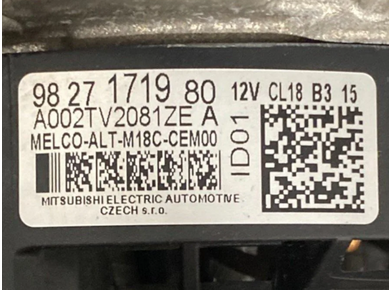 98 27 1719 80 12V CL18 B3 15
A002TV2081ZE A
MELCO-ALT-M18C-CEM00
ID01
MITSUBISHI ELECTRIC AUTOMOTIVE
CZECH s.r.o.